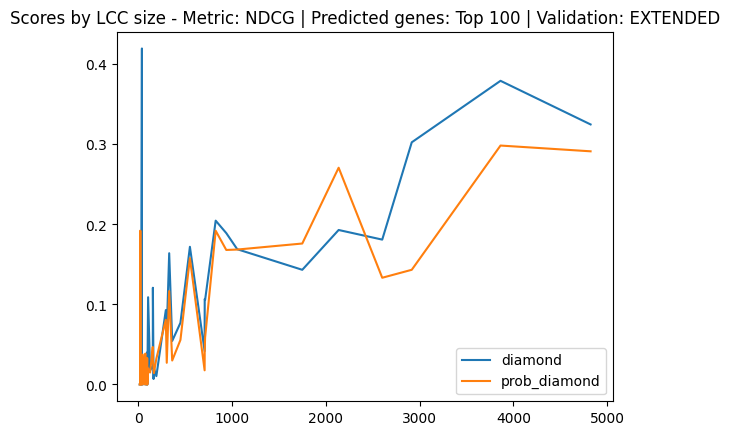 Scores by LCC size - Metric: NDCG | Predicted genes: Top 100 | Validation: EXTENDED
0.4
0.3
0.2
0.1
0.0
diamond
prob_diamond
0 1000 2000 3000 4000 5000